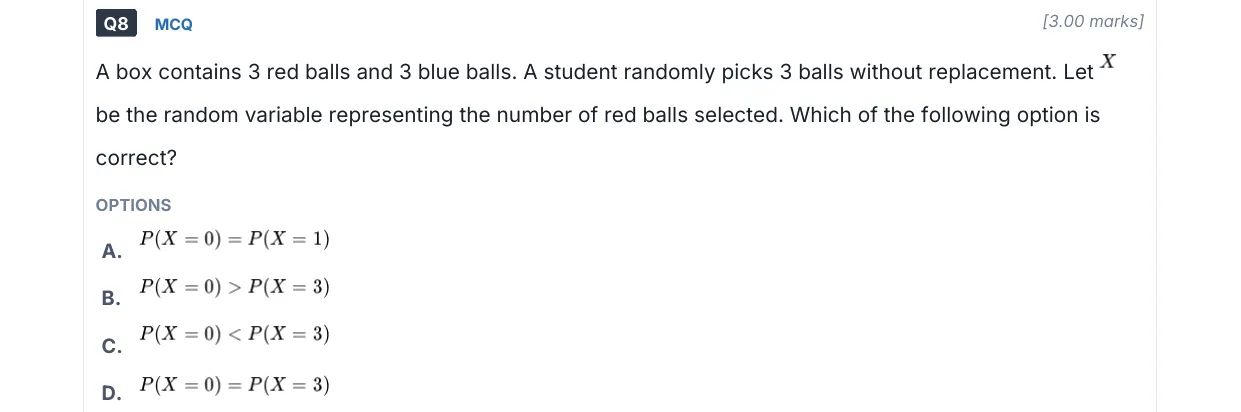 Q8 MCQ [3.00 marks]
A box contains 3 red balls and 3 blue balls. A student randomly picks 3 balls without replacement. Let X
be the random variable representing the number of red balls selected. Which of the following option is
correct?
OPTIONS
A. P(X = 0) = P(X = 1)
B. P(X = 0) > P(X = 3)
C. P(X = 0) < P(X = 3)
D. P(X = 0) = P(X = 3)